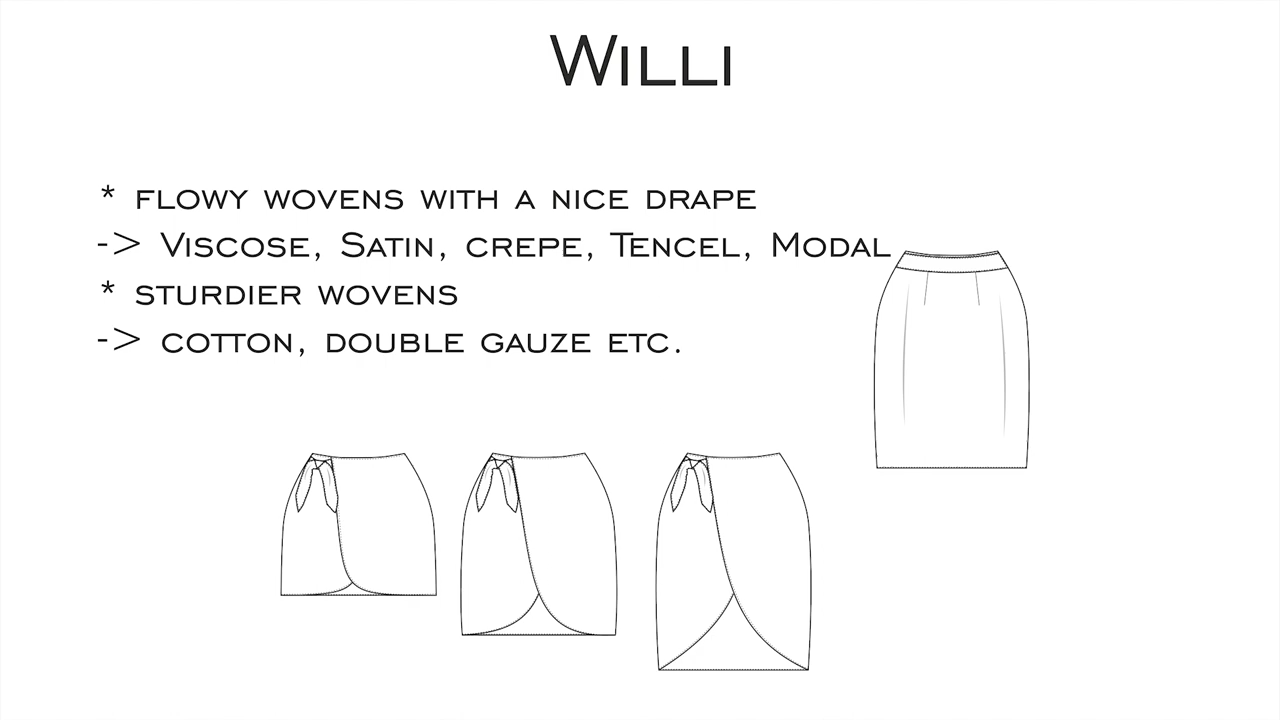 Willi
* flowy wovens with a nice drape
-> Viscose, Satin, crepe, Tencel, Modal
* sturdier wovens
-> cotton, double gauze etc.